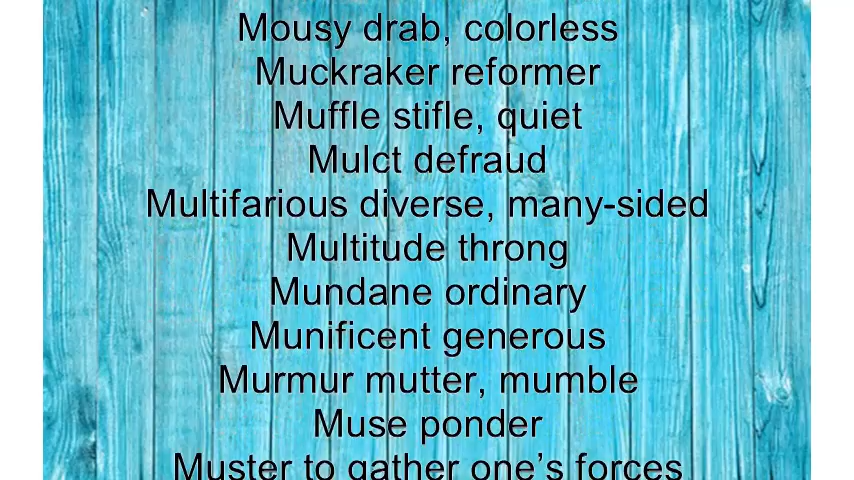 Mousy drab, colorless
Muckraker reformer
Muffle stifle, quiet
Mulct defraud
Multifarious diverse, many-sided
Multitude throng
Mundane ordinary
Munificent generous
Murmur mutter, mumble
Muse ponder
Muster to gather one’s forces